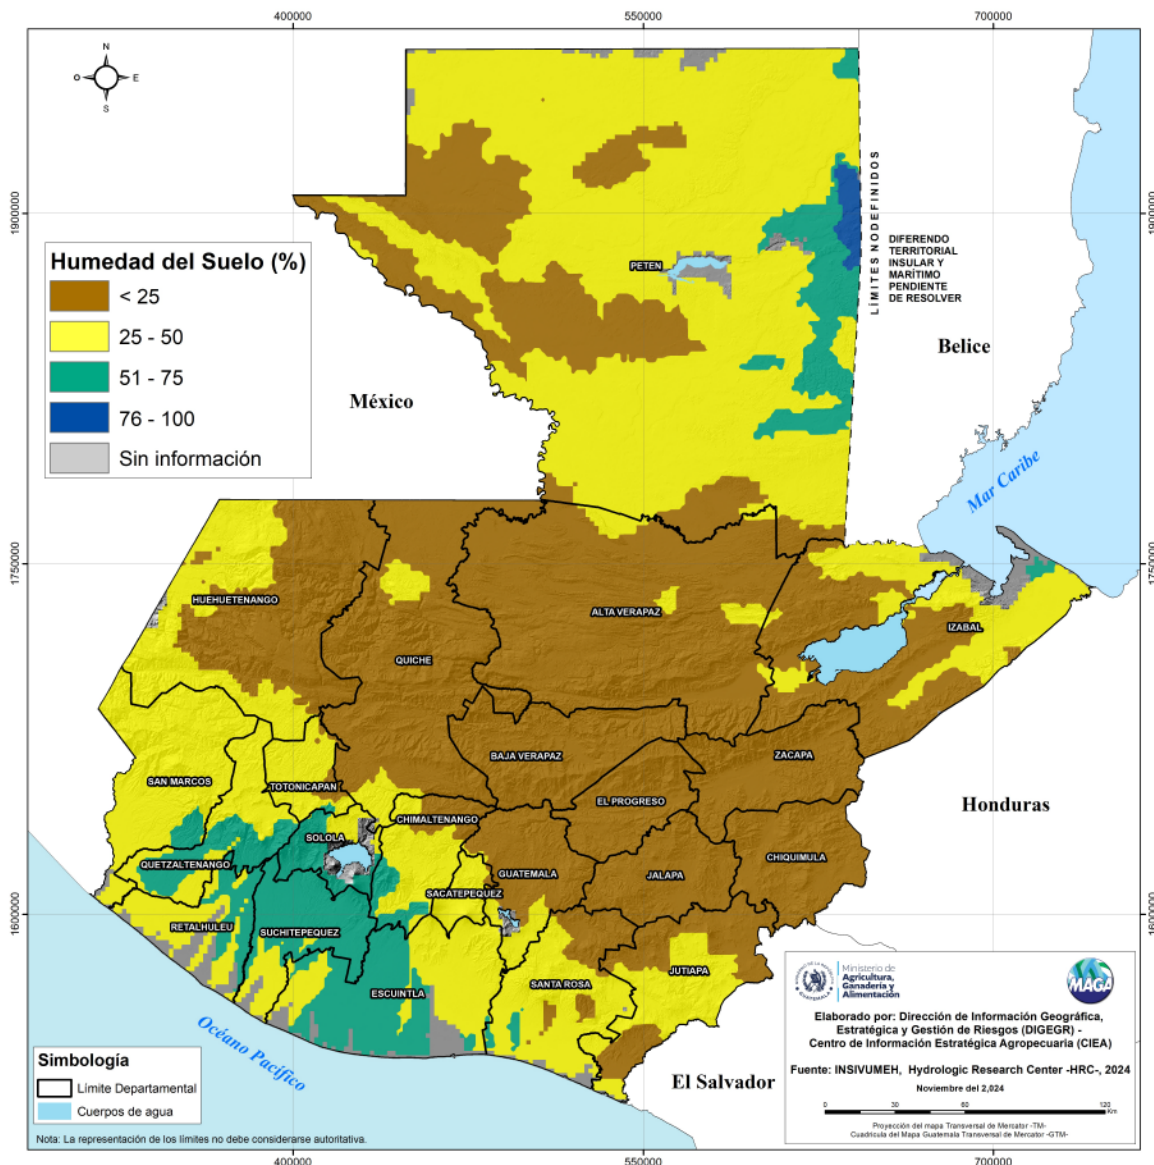 400000
550000
700000
N
O
E
S
1900000
1900000
Humedad del Suelo (%)
< 25
25 - 50
51 - 75
76 - 100
Sin información
LÍMITES NO DEFINIDOS
DIFERENDO
TERRITORIAL
INSULAR Y
MARÍTIMO
PENDIENTE
DE RESOLVER
PETEN
Belice
México
Mar Caribe
1750000
1750000
HUEHUETENANGO
ALTA VERAPAZ
IZABAL
QUICHE
BAJA VERAPAZ
ZACAPA
SAN MARCOS
TOTONICAPAN
EL PROGRESO
Honduras
CHIMALTENANGO
SOLOLA
QUETZALTENANGO
GUATEMALA
JALAPA
CHIQUIMULA
SACATEPEQUEZ
1600000
1600000
RETALHULEU
SUCHITEPEQUEZ
JUTIAPA
SANTA ROSA
ESCUINTLA
Océano Pacífico
El Salvador
Simbología
Límite Departamental
Cuerpos de agua
Nota: La representación de los límites no debe considerarse autoritativa.
Ministerio de
Agricultura,
Ganadería y
Alimentación
MAGA
Elaborado por: Dirección de Información Geográfica,
Estratégica y Gestión de Riesgos (DIGEGR) -
Centro de Información Estratégica Agropecuaria (CIEA)
Fuente: INSIVUMEH, Hydrologic Research Center -HRC-, 2024
Noviembre del 2,024
0 30 60 120
Km
Proyección del mapa Transversal de Mercator -TM-
Cuadrícula del Mapa Guatemala Transversal de Mercator -GTM-
400000
550000
700000